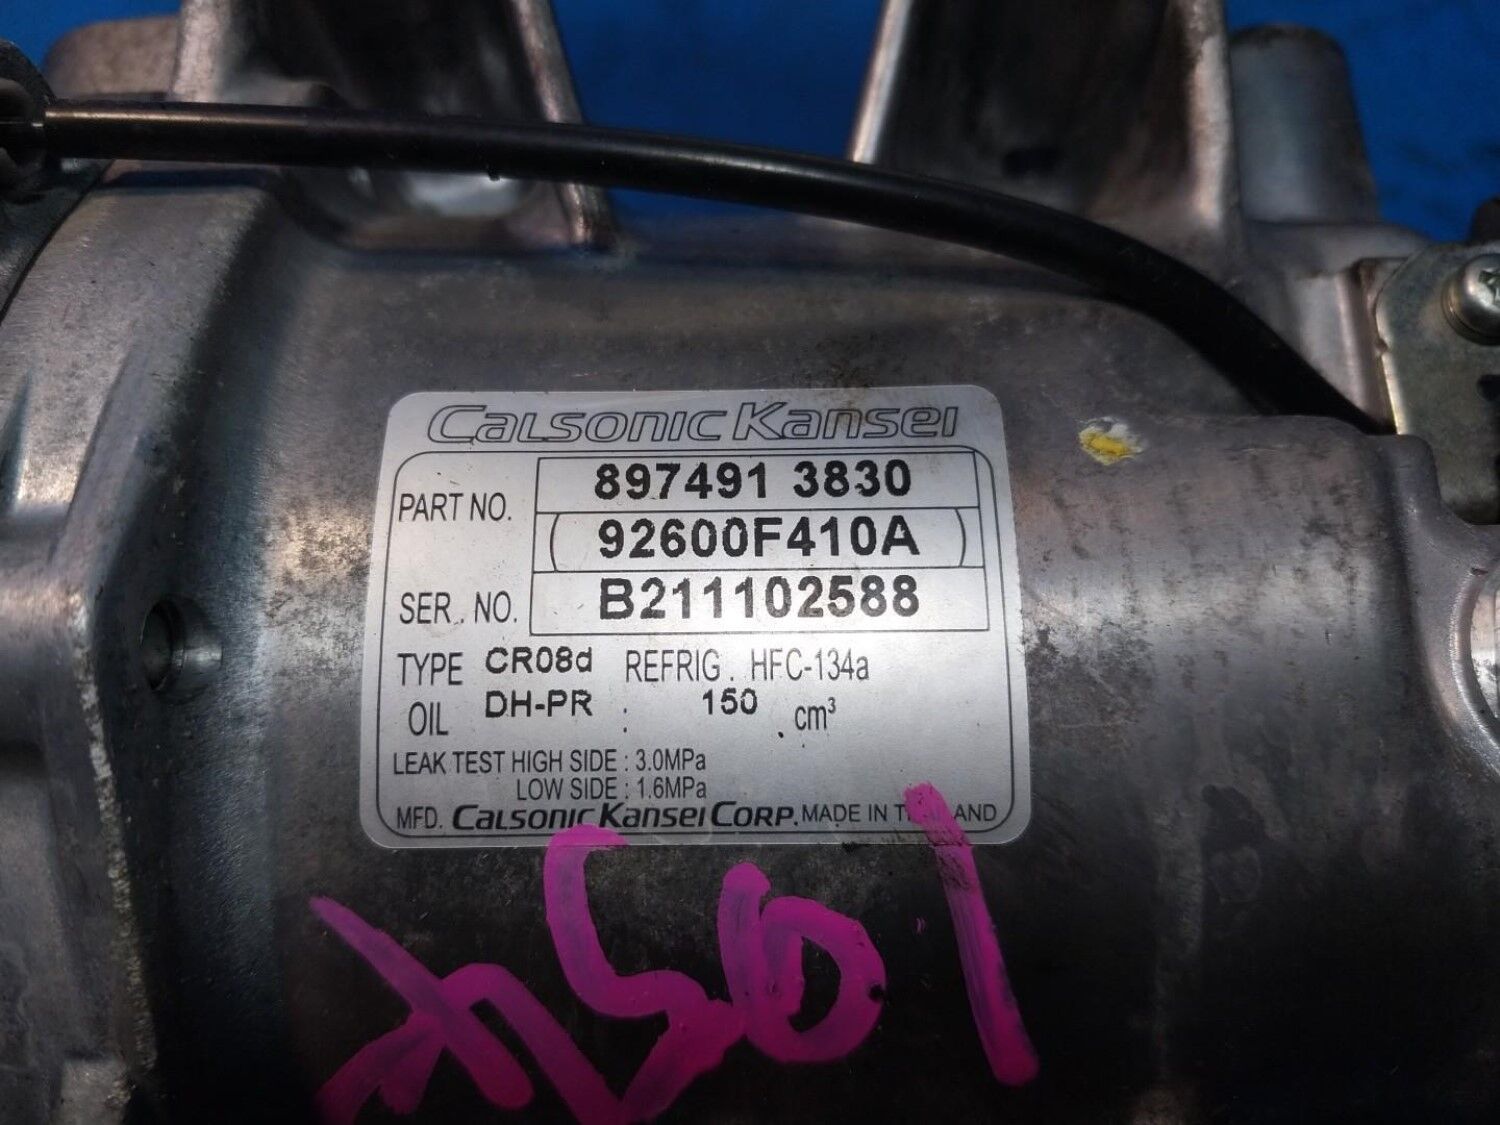 Calsonic Kansei
PART NO. 897491 3830
(92600F410A)
SER. NO. B211102588
TYPE CR08d REFRIG. HFC-134a
OIL DH-PR : 150 cm³
LEAK TEST HIGH SIDE : 3.0MPa
LOW SIDE : 1.6MPa
MFD. Calsonic Kansei Corp. MADE IN THAILAND